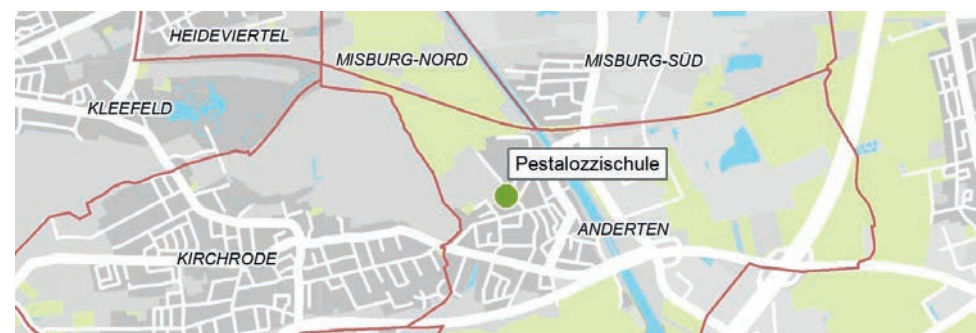 HEIDEVIERTEL
MISBURG-NORD
MISBURG-SÜD
KLEEFELD
Pestalozzischule
ANDERTEN
KIRCHRODE